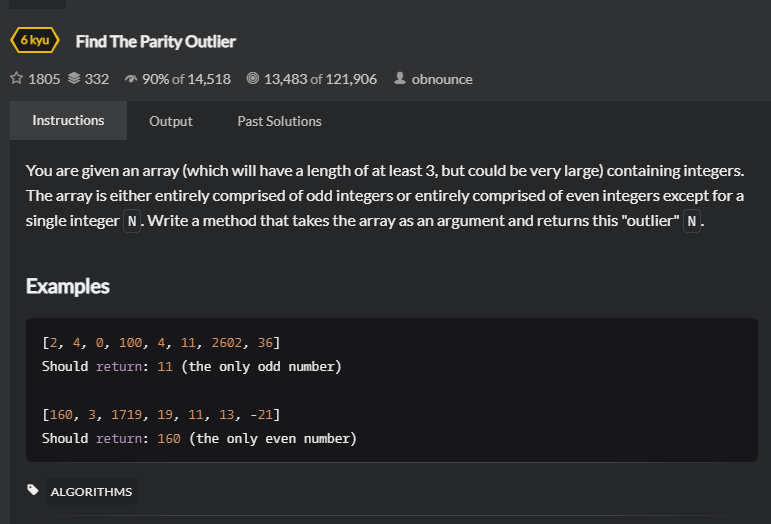 6 kyu Find The Parity Outlier
1805 332 90% of 14,518 13,483 of 121,906 obnounce
Instructions Output Past Solutions
You are given an array (which will have a length of at least 3, but could be very large) containing integers.
The array is either entirely comprised of odd integers or entirely comprised of even integers except for a
single integer N. Write a method that takes the array as an argument and returns this "outlier" N.
Examples
[2, 4, 0, 100, 4, 11, 2602, 36]
Should return: 11 (the only odd number)
[160, 3, 1719, 19, 11, 13, -21]
Should return: 160 (the only even number)
ALGORITHMS